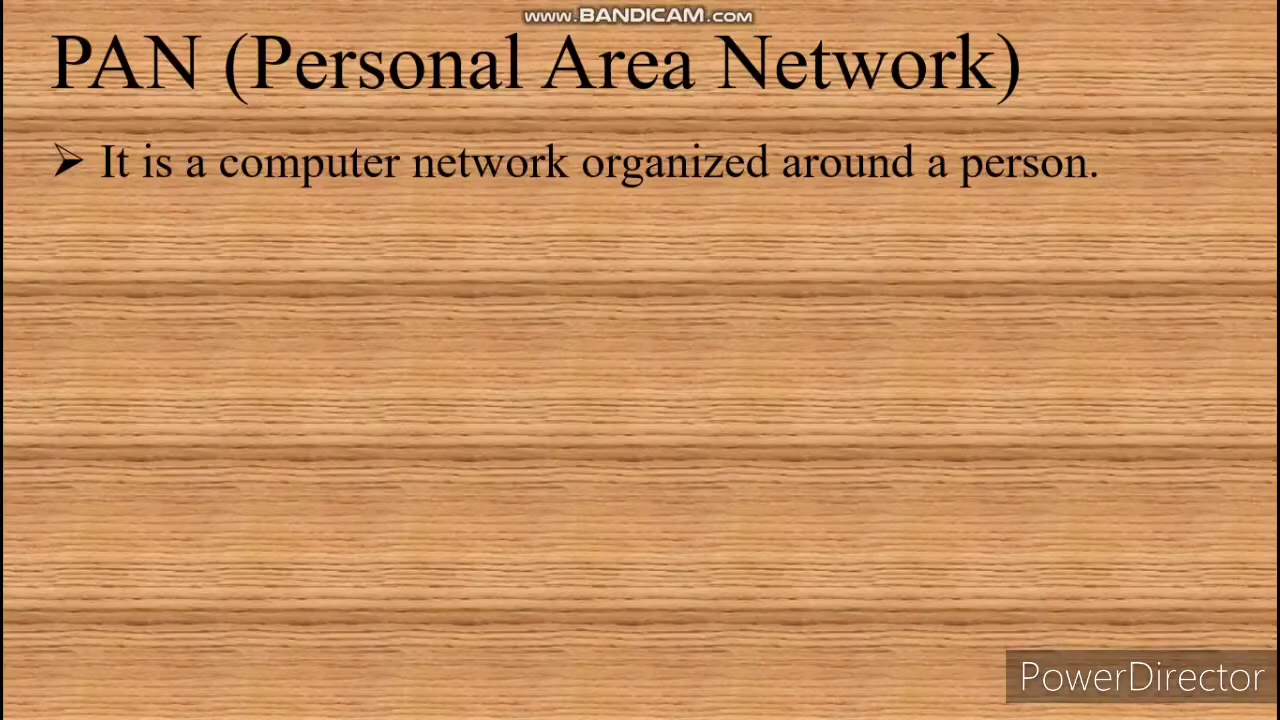 www.BANDICAM.com
PAN (Personal Area Network)
➢ It is a computer network organized around a person.
PowerDirector